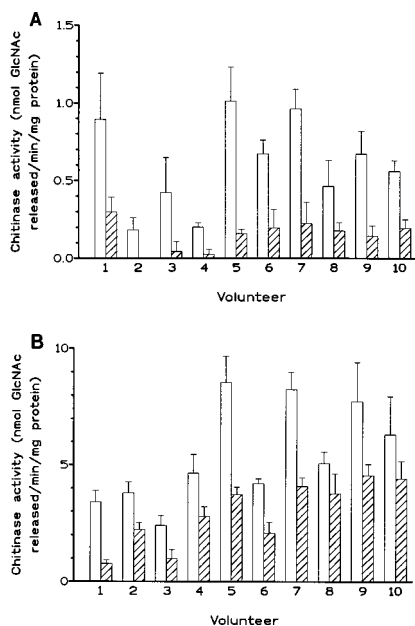 A
Chitinase activity (nmol GlcNAc
released/min/mg protein)
1.5
1.0
0.5
0.0
1 2 3 4 5 6 7 8 9 10
Volunteer
B
Chitinase activity (nmol GlcNAc
released/min/mg protein)
10
5
0
1 2 3 4 5 6 7 8 9 10
Volunteer